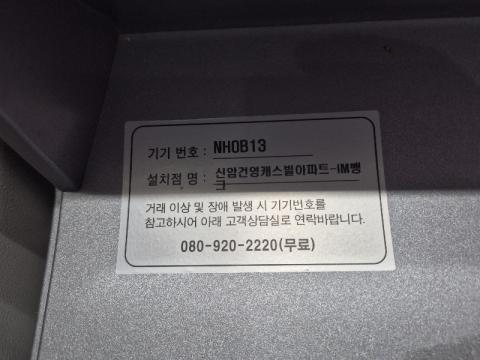 기기 번호 : NH0B13
설치점 명 : 신암건영캐스빌아파트-iM뱅
크
거래 이상 및 장애 발생 시 기기번호를
참고하시어 아래 고객상담실로 연락바랍니다.
080-920-2220(무료)